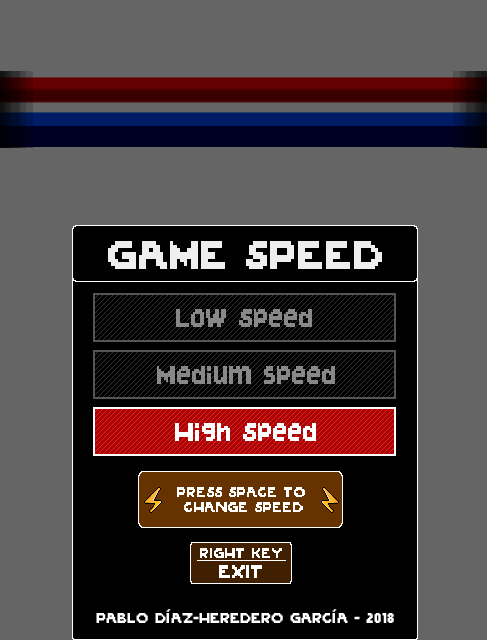 GAME SPEED
Low Speed
Medium Speed
High Speed
PRESS SPACE TO
CHANGE SPEED
RIGHT KEY
EXIT
PABLO DÍAZ-HEREDERO GARCÍA - 2018